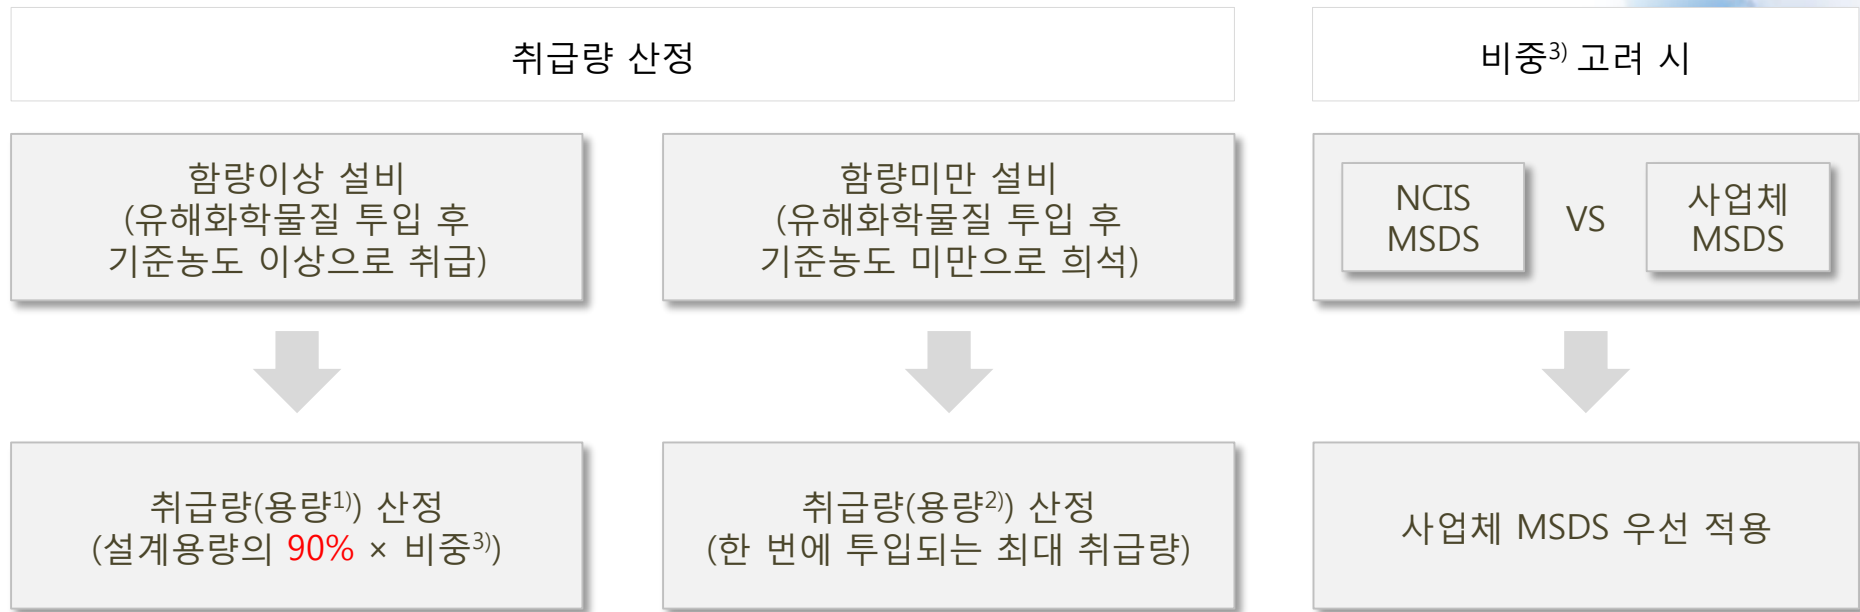 취급량 산정
비중3) 고려 시
함량이상 설비
(유해화학물질 투입 후
기준농도 이상으로 취급)
함량미만 설비
(유해화학물질 투입 후
기준농도 미만으로 희석)
NCIS
MSDS
VS
사업체
MSDS
취급량(용량1)) 산정
(설계용량의 90% × 비중3))
취급량(용량2)) 산정
(한 번에 투입되는 최대 취급량)
사업체 MSDS 우선 적용